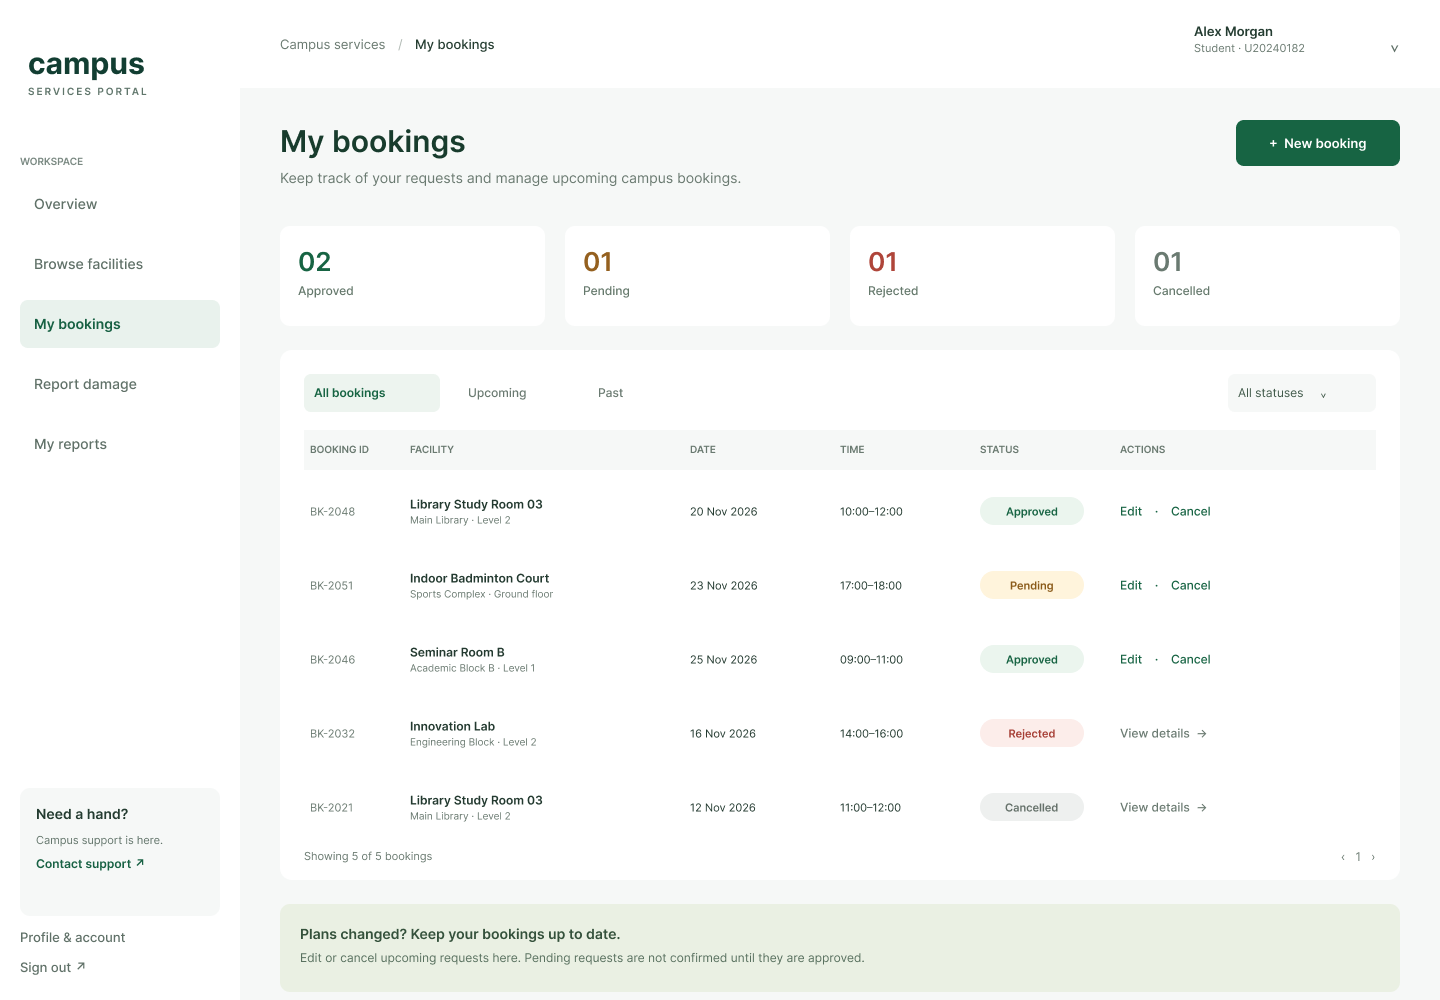 campus
SERVICES PORTAL
WORKSPACE
Overview
Browse facilities
My bookings
Report damage
My reports
Need a hand?
Campus support is here.
Contact support ↗
Profile & account
Sign out ↗
Campus services / My bookings
Alex Morgan
Student · U20240182 v
My bookings
Keep track of your requests and manage upcoming campus bookings.
+ New booking
02
Approved
01
Pending
01
Rejected
01
Cancelled
All bookings Upcoming Past All statuses v
BOOKING ID FACILITY DATE TIME STATUS ACTIONS
BK-2048 Library Study Room 03 20 Nov 2026 10:00–12:00 Approved Edit · Cancel
Main Library · Level 2
BK-2051 Indoor Badminton Court 23 Nov 2026 17:00–18:00 Pending Edit · Cancel
Sports Complex · Ground floor
BK-2046 Seminar Room B 25 Nov 2026 09:00–11:00 Approved Edit · Cancel
Academic Block B · Level 1
BK-2032 Innovation Lab 16 Nov 2026 14:00–16:00 Rejected View details →
Engineering Block · Level 2
BK-2021 Library Study Room 03 12 Nov 2026 11:00–12:00 Cancelled View details →
Main Library · Level 2
Showing 5 of 5 bookings ‹ 1 ›
Plans changed? Keep your bookings up to date.
Edit or cancel upcoming requests here. Pending requests are not confirmed until they are approved.